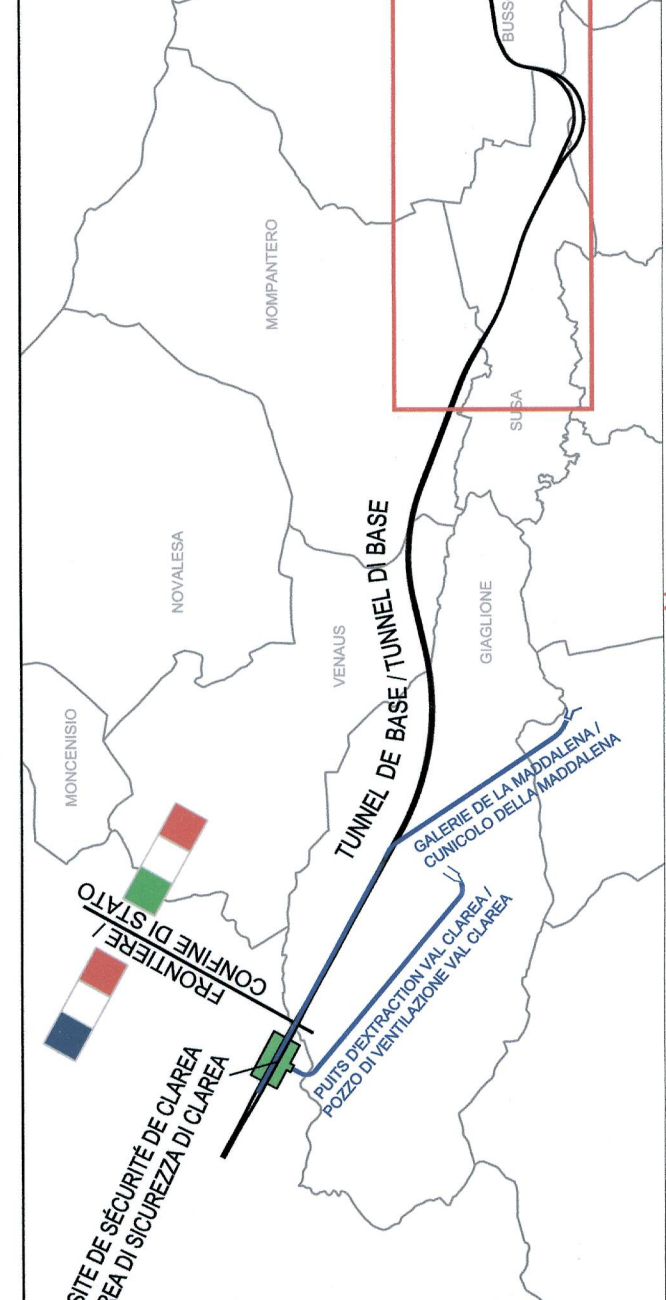 BUSS
MOMPANTERO
SUSA
NOVALESA
TUNNEL DE BASE / TUNNEL DI BASE
VENAUS
GIAGLIONE
MONCENISIO
GALERIE DE LA MADDALENA /
CUNICOLO DELLA MADDALENA
FRONTIERE /
CONFINE DI STATO
PUITS D'EXTRACTION VAL CLAREA /
POZZO DI VENTILAZIONE VAL CLAREA
SITE DE SÉCURITÉ DE CLAREA
REA DI SICUREZZA DI CLAREA